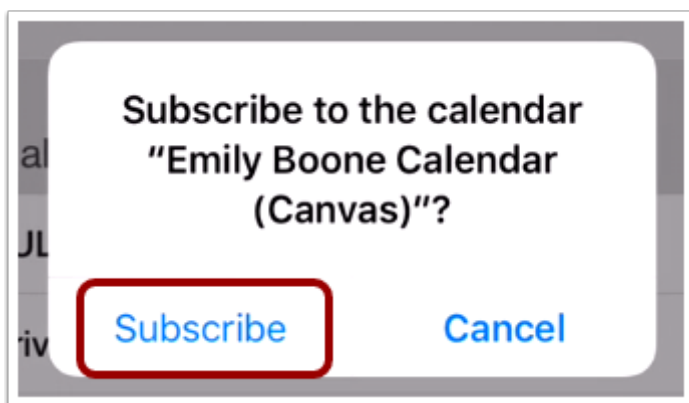 Subscribe to the calendar
“Emily Boone Calendar
(Canvas)”?
Subscribe Cancel